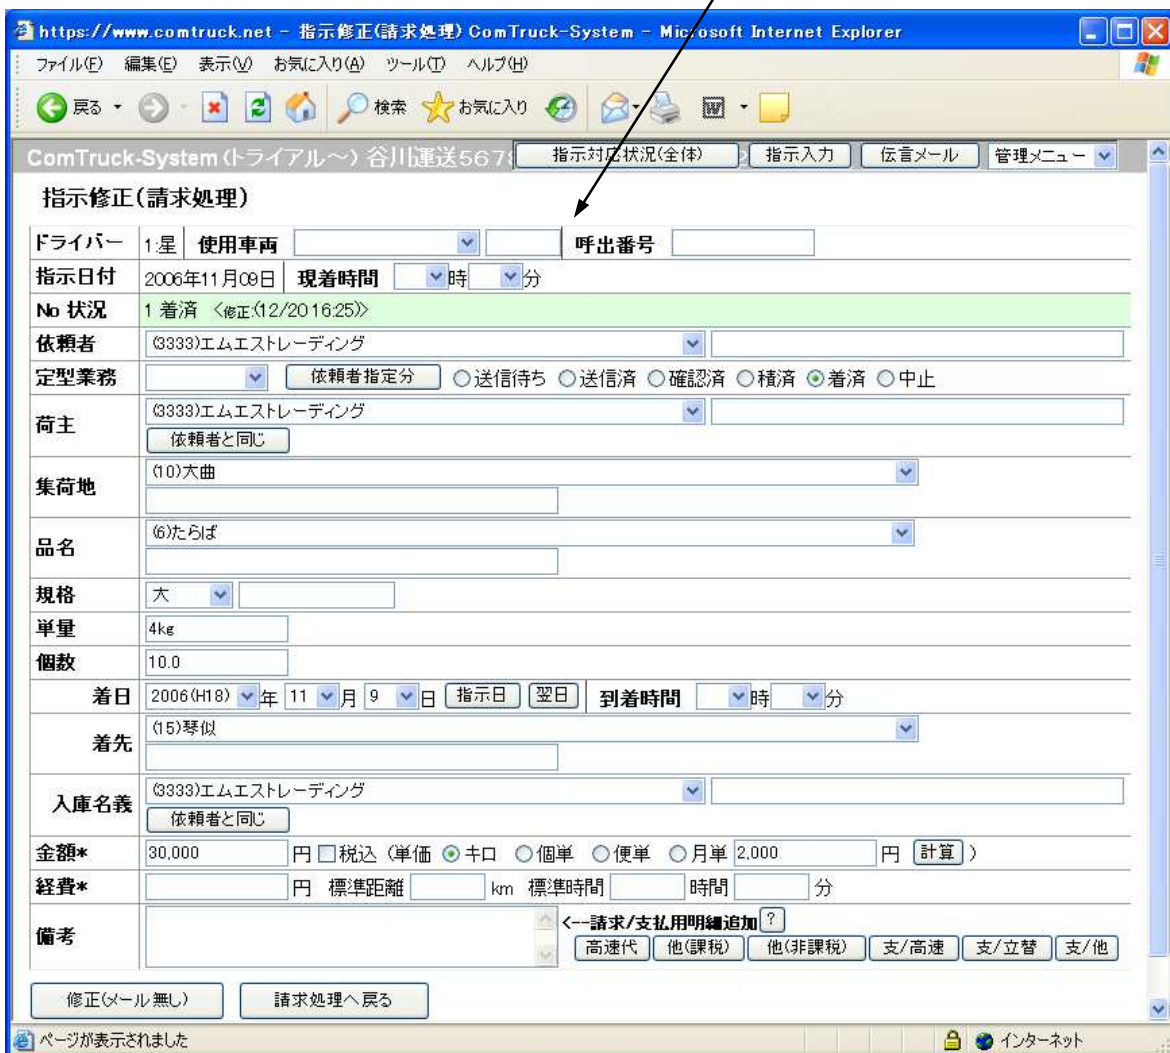 https://www.comtruck.net - 指示修正(請求処理) ComTruck-System - Microsoft Internet Explorer
ファイル(F) 編集(E) 表示(V) お気に入り(A) ツール(T) ヘルプ(H)
戻る 検索 お気に入り
ComTruck-System (トライアル～) 谷川運送5678 指示対応状況(全体) 指示入力 伝言メール 管理メニュー
指示修正(請求処理)
ドライバー 1:星 使用車両 呼出番号
指示日付 2006年11月09日 現着時間 時 分
No 状況 1 着済 <修正:(12/20 16:25)>
依頼者 (3333)エムエストレーディング
定型業務 依頼者指定分 送信待ち 送信済 確認済 積済 着済 中止
荷主 (3333)エムエストレーディング
依頼者と同じ
集荷地 (10)大曲
品名 (6)たらば
規格 大
単量 4kg
個数 10.0
着日 2006(H18) 年 11 月 9 日 指示日 翌日 到着時間 時 分
着先 (15)琴似
入庫名義 (3333)エムエストレーディング
依頼者と同じ
金額* 30,000 円 税込 (単価 キロ 個単 便単 月単 2,000 円 計算 )
経費* 円 標準距離 km 標準時間 時間 分
備考 <--請求/支払用明細追加 ?
高速代 他(課税) 他(非課税) 支/高速 支/立替 支/他
修正(メール無し) 請求処理へ戻る
ページが表示されました インターネット